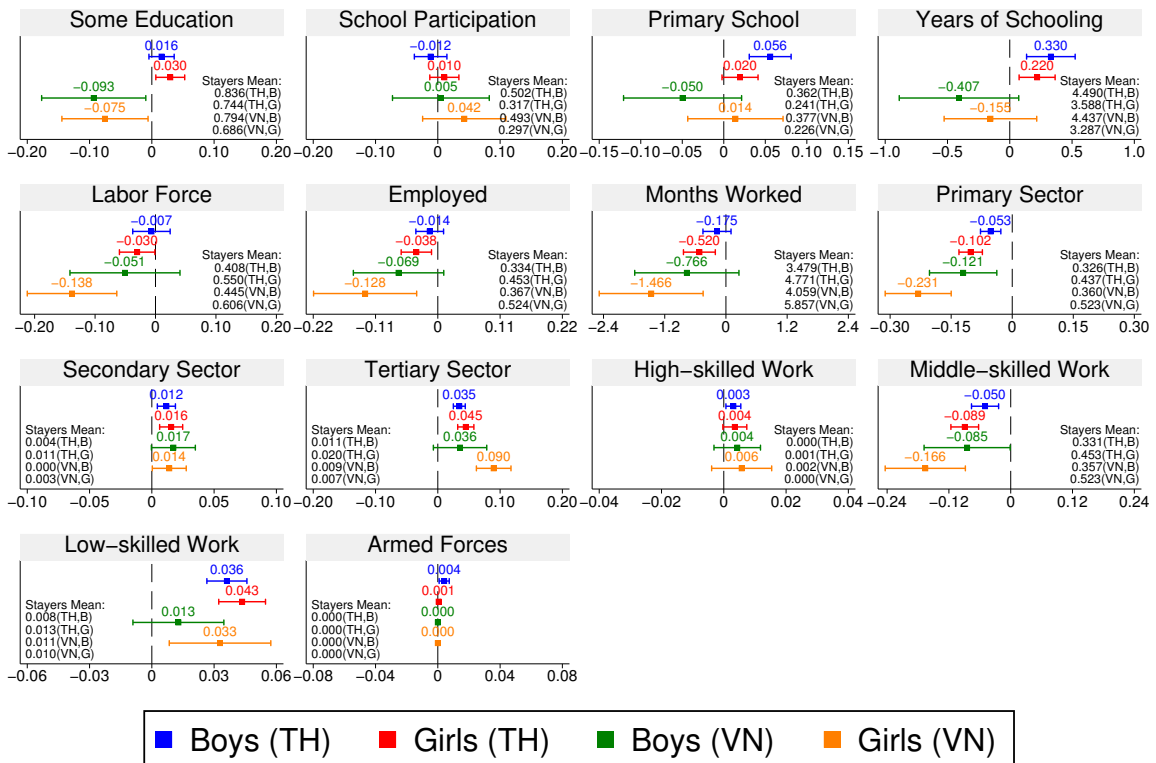 Some Education
0.016
0.030
−0.093
−0.075
Stayers Mean:
0.836(TH,B)
0.744(TH,G)
0.794(VN,B)
0.686(VN,G)
−0.20 −0.10 0 0.10 0.20
School Participation
−0.012
0.010
0.005
0.042
Stayers Mean:
0.502(TH,B)
0.317(TH,G)
0.493(VN,B)
0.297(VN,G)
−0.20 −0.10 0 0.10 0.20
Primary School
0.056
0.020
−0.050
0.014
Stayers Mean:
0.362(TH,B)
0.241(TH,G)
0.377(VN,B)
0.226(VN,G)
−0.15 −0.10 −0.05 0 0.05 0.10 0.15
Years of Schooling
0.330
0.220
−0.407
−0.155
Stayers Mean:
4.490(TH,B)
3.588(TH,G)
4.437(VN,B)
3.287(VN,G)
−1.0 −0.5 0 0.5 1.0
Labor Force
−0.007
−0.030
−0.051
−0.138
Stayers Mean:
0.408(TH,B)
0.550(TH,G)
0.445(VN,B)
0.606(VN,G)
−0.20 −0.10 0 0.10 0.20
Employed
−0.014
−0.038
−0.069
−0.128
Stayers Mean:
0.334(TH,B)
0.453(TH,G)
0.367(VN,B)
0.524(VN,G)
−0.22 −0.11 0 0.11 0.22
Months Worked
−0.175
−0.520
−0.766
−1.466
Stayers Mean:
3.479(TH,B)
4.771(TH,G)
4.059(VN,B)
5.857(VN,G)
−2.4 −1.2 0 1.2 2.4
Primary Sector
−0.053
−0.102
−0.121
−0.231
Stayers Mean:
0.326(TH,B)
0.437(TH,G)
0.360(VN,B)
0.523(VN,G)
−0.30 −0.15 0 0.15 0.30
Secondary Sector
0.012
0.016
0.017
0.014
Stayers Mean:
0.004(TH,B)
0.011(TH,G)
0.000(VN,B)
0.003(VN,G)
−0.10 −0.05 0 0.05 0.10
Tertiary Sector
0.035
0.045
0.036
0.090
Stayers Mean:
0.011(TH,B)
0.020(TH,G)
0.009(VN,B)
0.007(VN,G)
−0.20 −0.10 0 0.10 0.20
High−skilled Work
0.003
0.004
0.004
0.006
Stayers Mean:
0.000(TH,B)
0.001(TH,G)
0.002(VN,B)
0.000(VN,G)
−0.04 −0.02 0 0.02 0.04
Middle−skilled Work
−0.050
−0.089
−0.085
−0.166
Stayers Mean:
0.331(TH,B)
0.453(TH,G)
0.357(VN,B)
0.523(VN,G)
−0.24 −0.12 0 0.12 0.24
Low−skilled Work
0.036
0.043
0.013
0.033
Stayers Mean:
0.008(TH,B)
0.013(TH,G)
0.011(VN,B)
0.010(VN,G)
−0.06 −0.03 0 0.03 0.06
Armed Forces
0.004
0.001
0.000
0.000
Stayers Mean:
0.000(TH,B)
0.000(TH,G)
0.000(VN,B)
0.000(VN,G)
−0.08 −0.04 0 0.04 0.08
Boys (TH) Girls (TH) Boys (VN) Girls (VN)